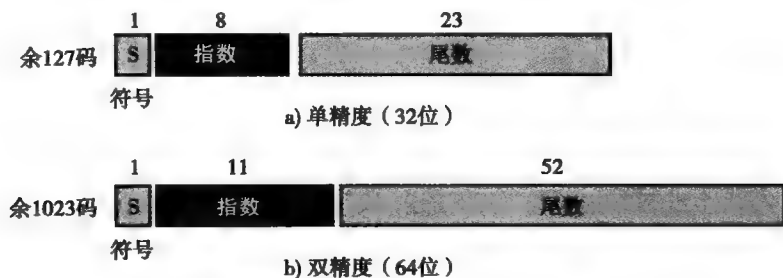 1 8 23
余127码 S 指数 尾数
符号
a) 单精度（32位）
1 11 52
余1023码 S 指数 尾数
符号
b) 双精度（64位）